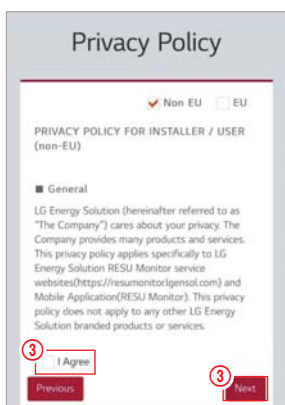 Privacy Policy
Non EU EU
PRIVACY POLICY FOR INSTALLER / USER
(non-EU)
■ General
LG Energy Solution (hereinafter referred to as
"The Company") cares about your privacy. The
Company provides many products and services.
This privacy policy applies specifically to LG
Energy Solution RESU Monitor service
websites(https://resumonitor.lgensol.com) and
Mobile Application(RESU Monitor). This privacy
policy does not apply to any other LG Energy
Solution branded products or services.
③
I Agree
③
Previous Next